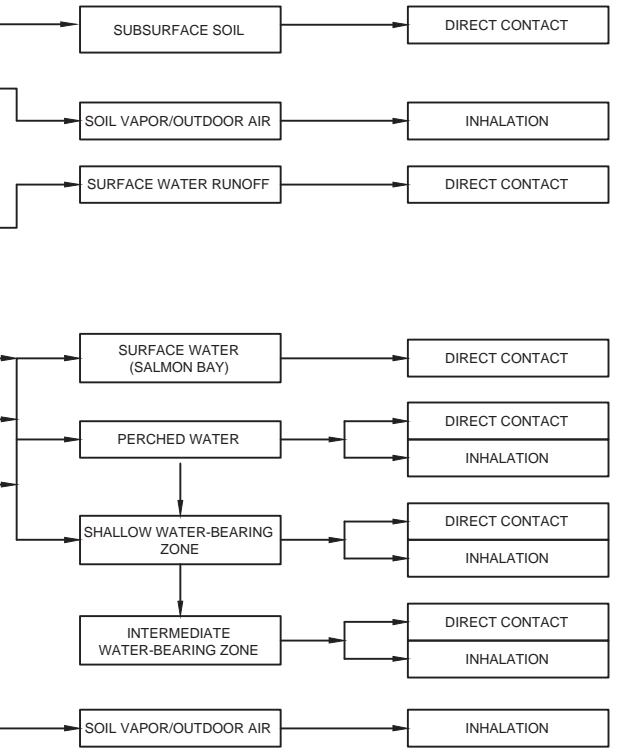 SUBSURFACE SOIL
DIRECT CONTACT
SOIL VAPOR/OUTDOOR AIR
INHALATION
SURFACE WATER RUNOFF
DIRECT CONTACT
SURFACE WATER
(SALMON BAY)
DIRECT CONTACT
PERCHED WATER
DIRECT CONTACT
INHALATION
SHALLOW WATER-BEARING
ZONE
DIRECT CONTACT
INHALATION
INTERMEDIATE
WATER-BEARING ZONE
DIRECT CONTACT
INHALATION
SOIL VAPOR/OUTDOOR AIR
INHALATION